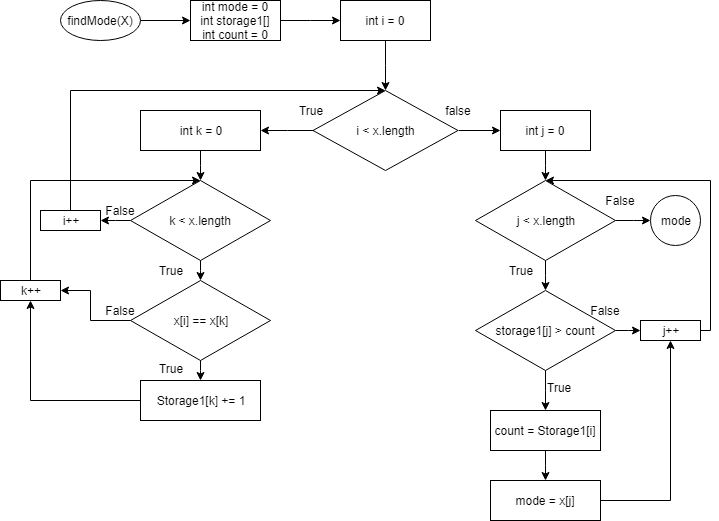 findMode(X)
int mode = 0
int storage1[]
int count = 0
int i = 0
i < x.length
True
false
int k = 0
int j = 0
k < x.length
False
i++
True
j < x.length
False
mode
True
k++
x[i] == x[k]
False
True
storage1[j] > count
False
j++
True
Storage1[k] += 1
count = Storage1[i]
mode = x[j]